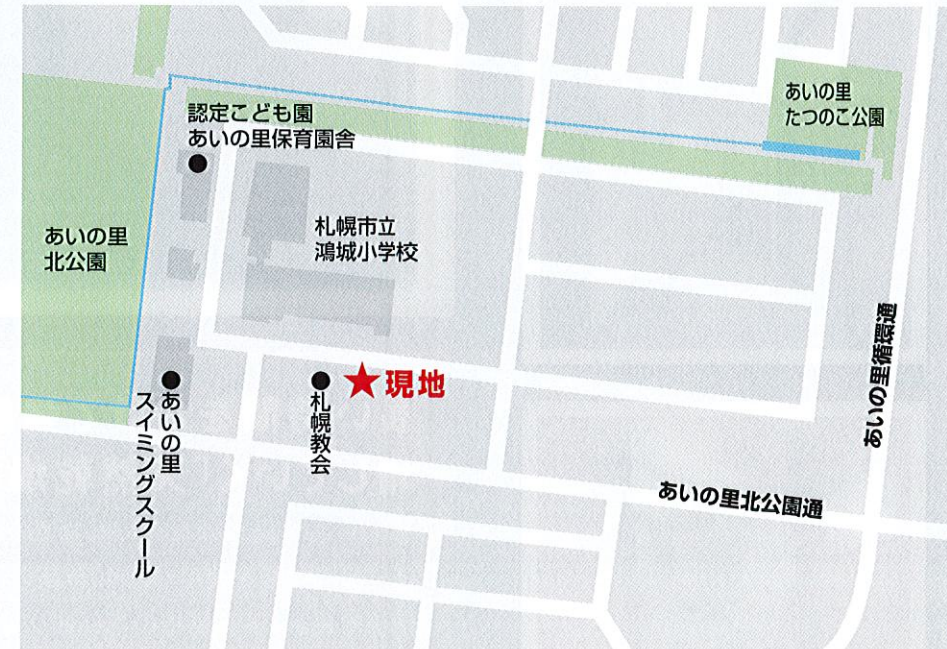 認定こども園
あいの里保育園舎
あいの里
たつのこ公園
あいの里
北公園
札幌市立
鴻城小学校
★現地
札幌教会
あいの里
スイミングスクール
あいの里循環通
あいの里北公園通